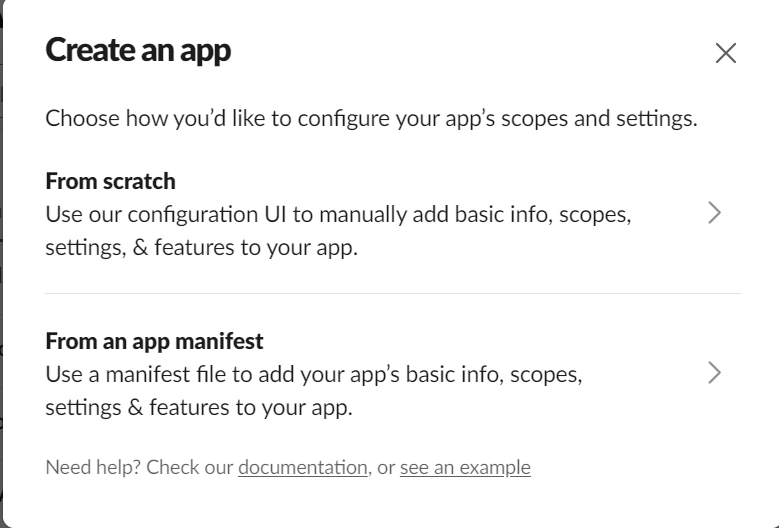 Create an app
Choose how you’d like to configure your app’s scopes and settings.
From scratch
Use our configuration UI to manually add basic info, scopes,
settings, & features to your app.
From an app manifest
Use a manifest file to add your app’s basic info, scopes,
settings & features to your app.
Need help? Check our documentation, or see an example